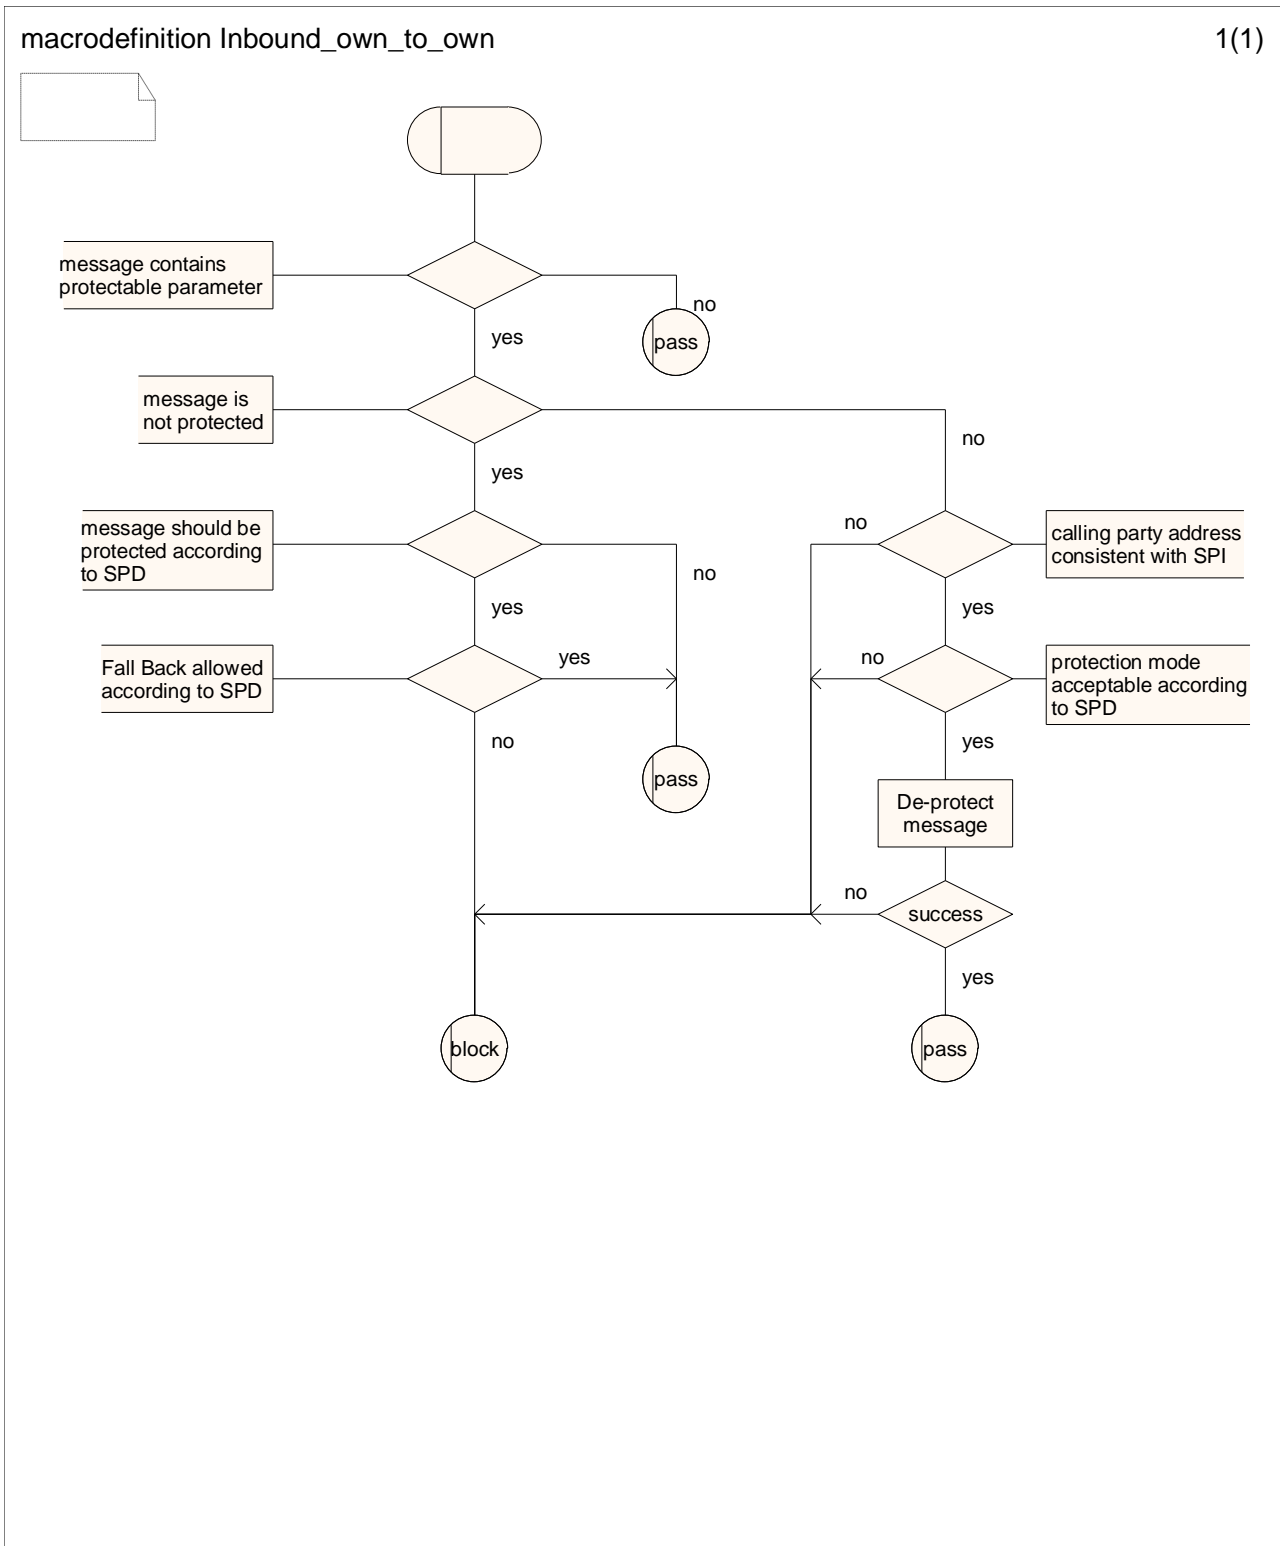 macrodefinition Inbound_own_to_own
1(1)
message contains
protectable parameter
no
pass
yes
message is
not protected
no
yes
message should be
protected according
to SPD
no
no
calling party address
consistent with SPI
yes
yes
Fall Back allowed
according to SPD
yes
no
protection mode
acceptable according
to SPD
no
yes
pass
De-protect
message
no
success
yes
block
pass